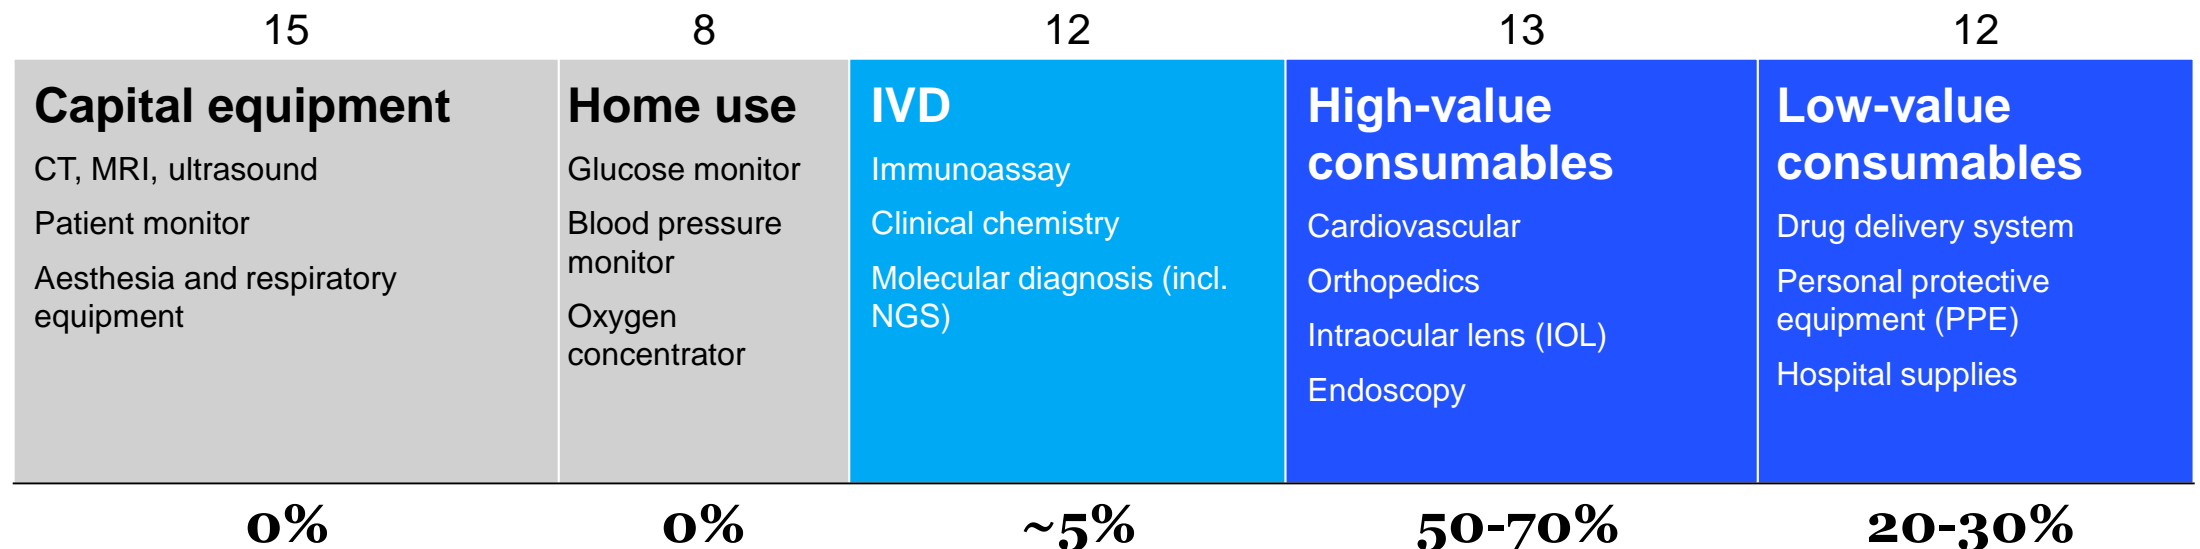 15
8
12
13
12
Capital equipment
CT, MRI, ultrasound
Patient monitor
Aesthesia and respiratory
equipment
Home use
Glucose monitor
Blood pressure
monitor
Oxygen
concentrator
IVD
Immunoassay
Clinical chemistry
Molecular diagnosis (incl.
NGS)
High-value
consumables
Cardiovascular
Orthopedics
Intraocular lens (IOL)
Endoscopy
Low-value
consumables
Drug delivery system
Personal protective
equipment (PPE)
Hospital supplies
0%
0%
~5%
50-70%
20-30%